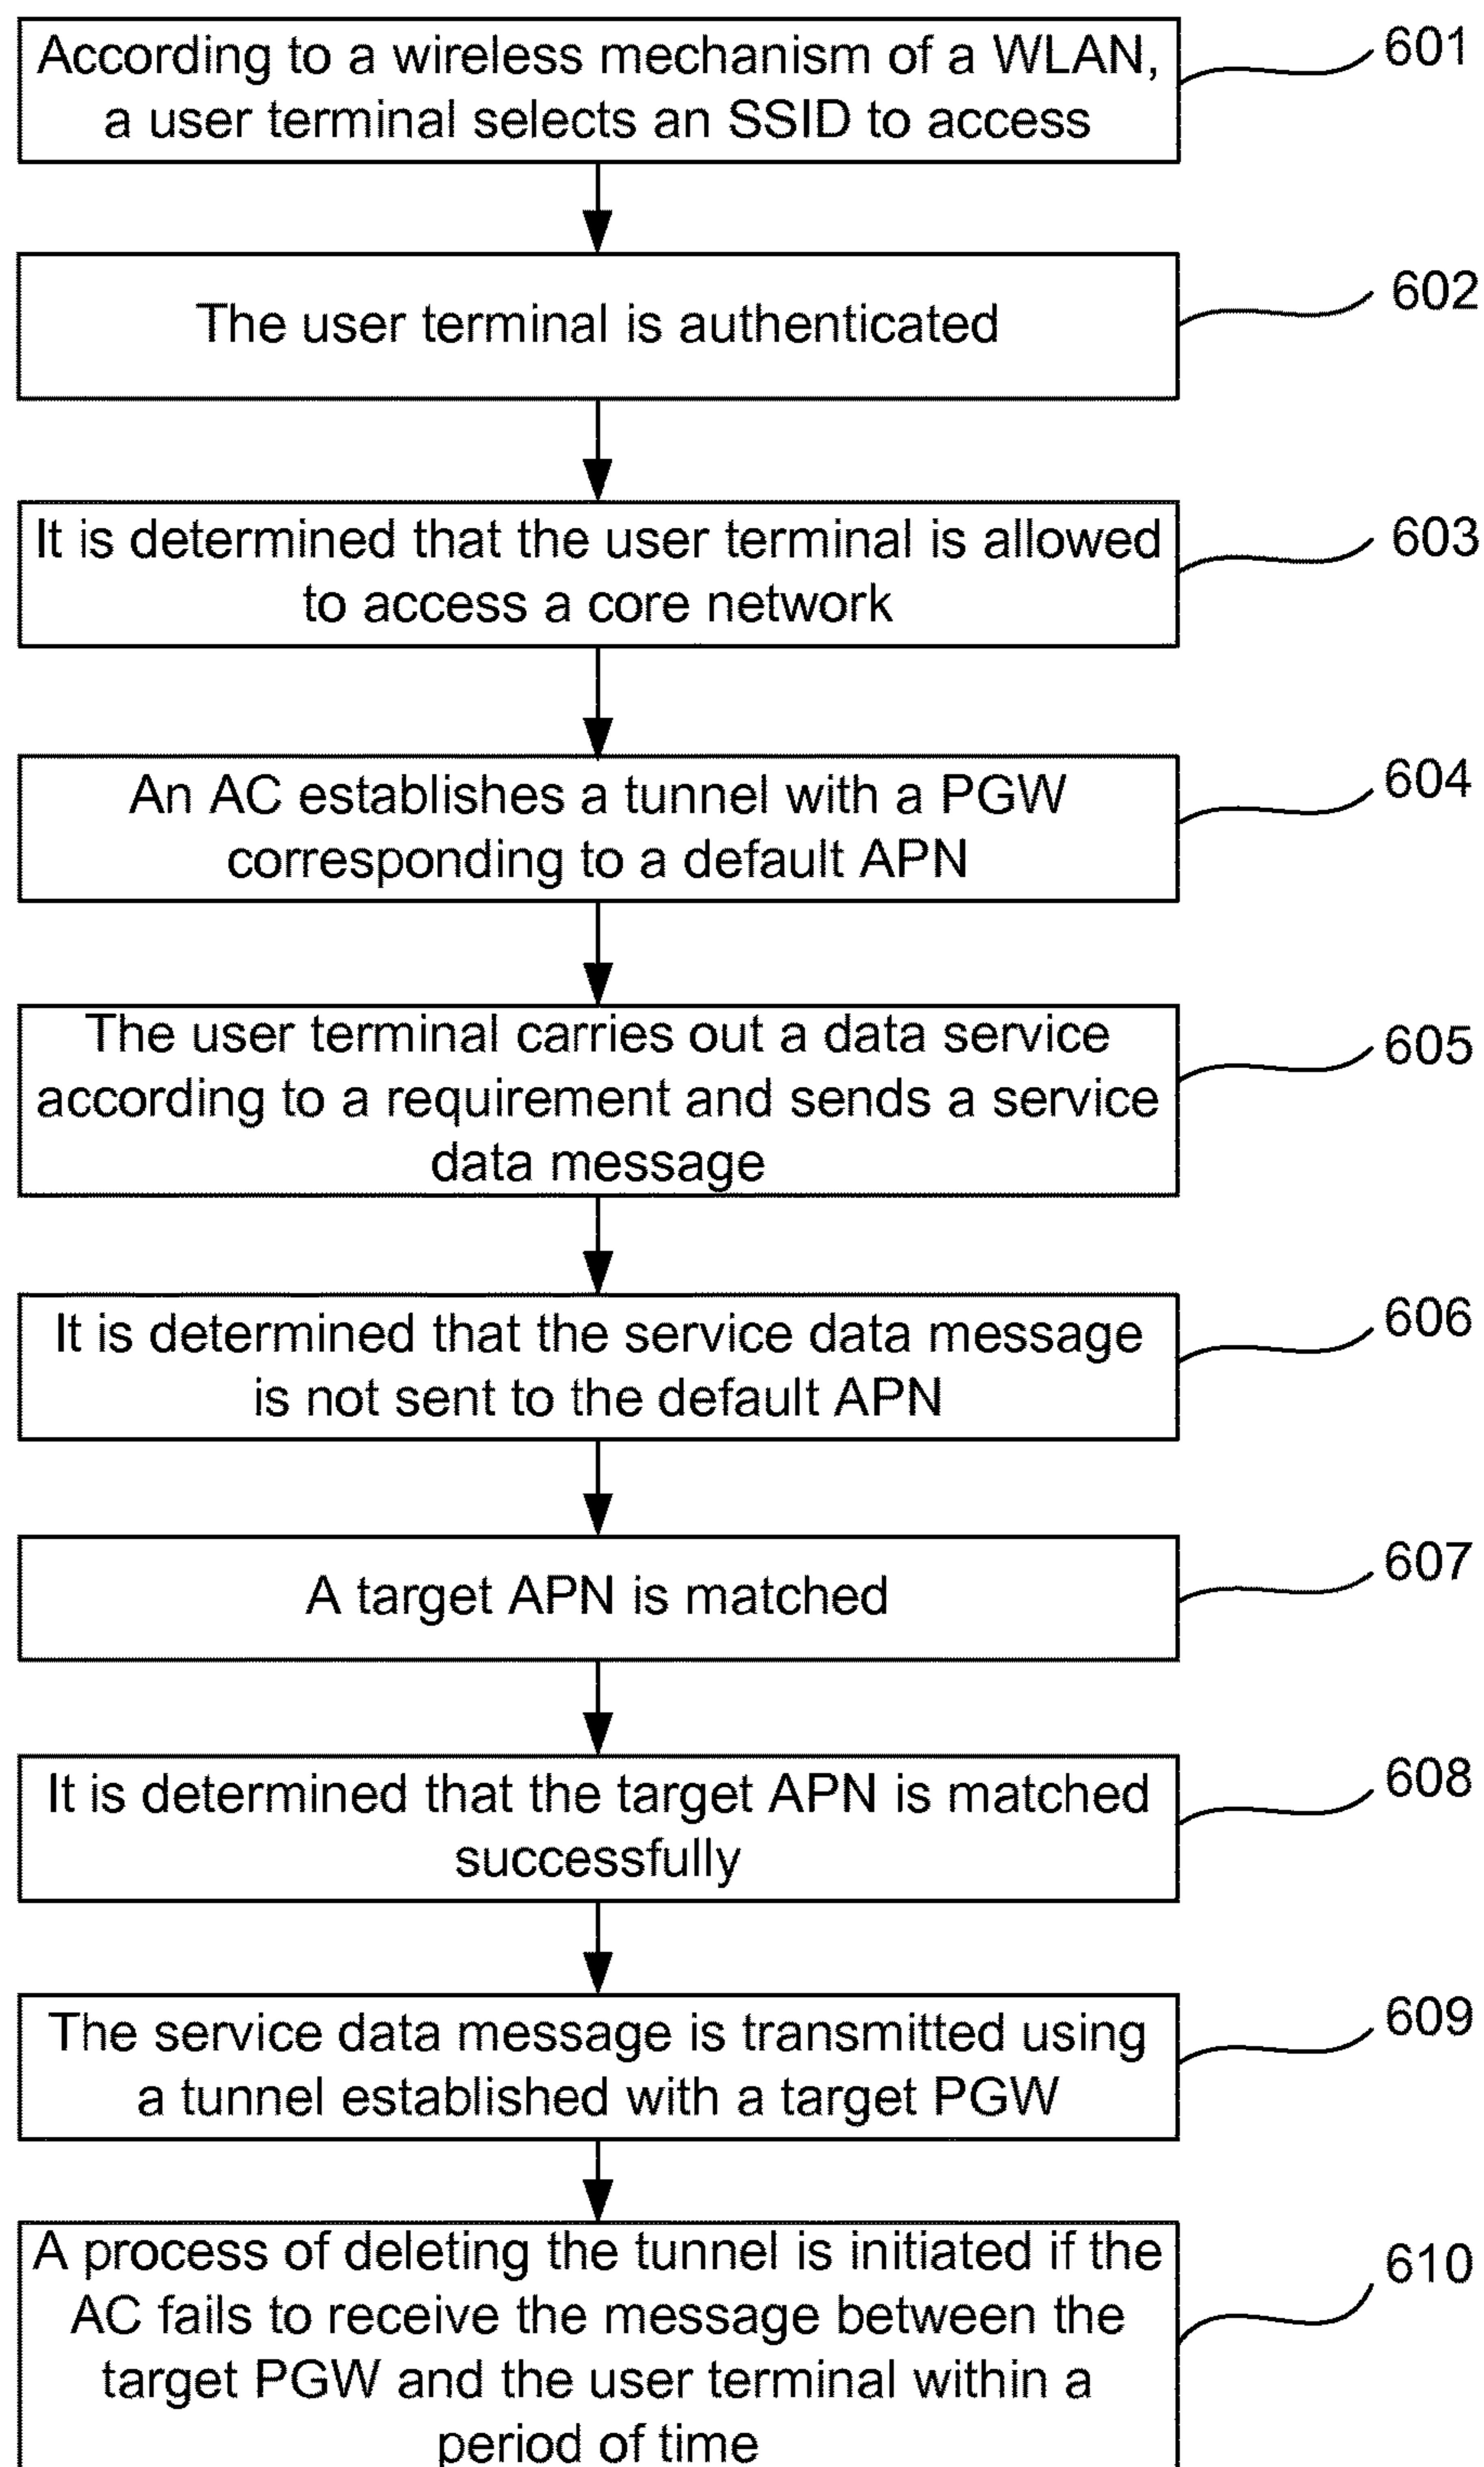 According to a wireless mechanism of a WLAN,
a user terminal selects an SSID to access
601
The user terminal is authenticated
602
It is determined that the user terminal is allowed
to access a core network
603
An AC establishes a tunnel with a PGW
corresponding to a default APN
604
The user terminal carries out a data service
according to a requirement and sends a service
data message
605
It is determined that the service data message
is not sent to the default APN
606
A target APN is matched
607
It is determined that the target APN is matched
successfully
608
The service data message is transmitted using
a tunnel established with a target PGW
609
A process of deleting the tunnel is initiated if the
AC fails to receive the message between the
target PGW and the user terminal within a
period of time
610